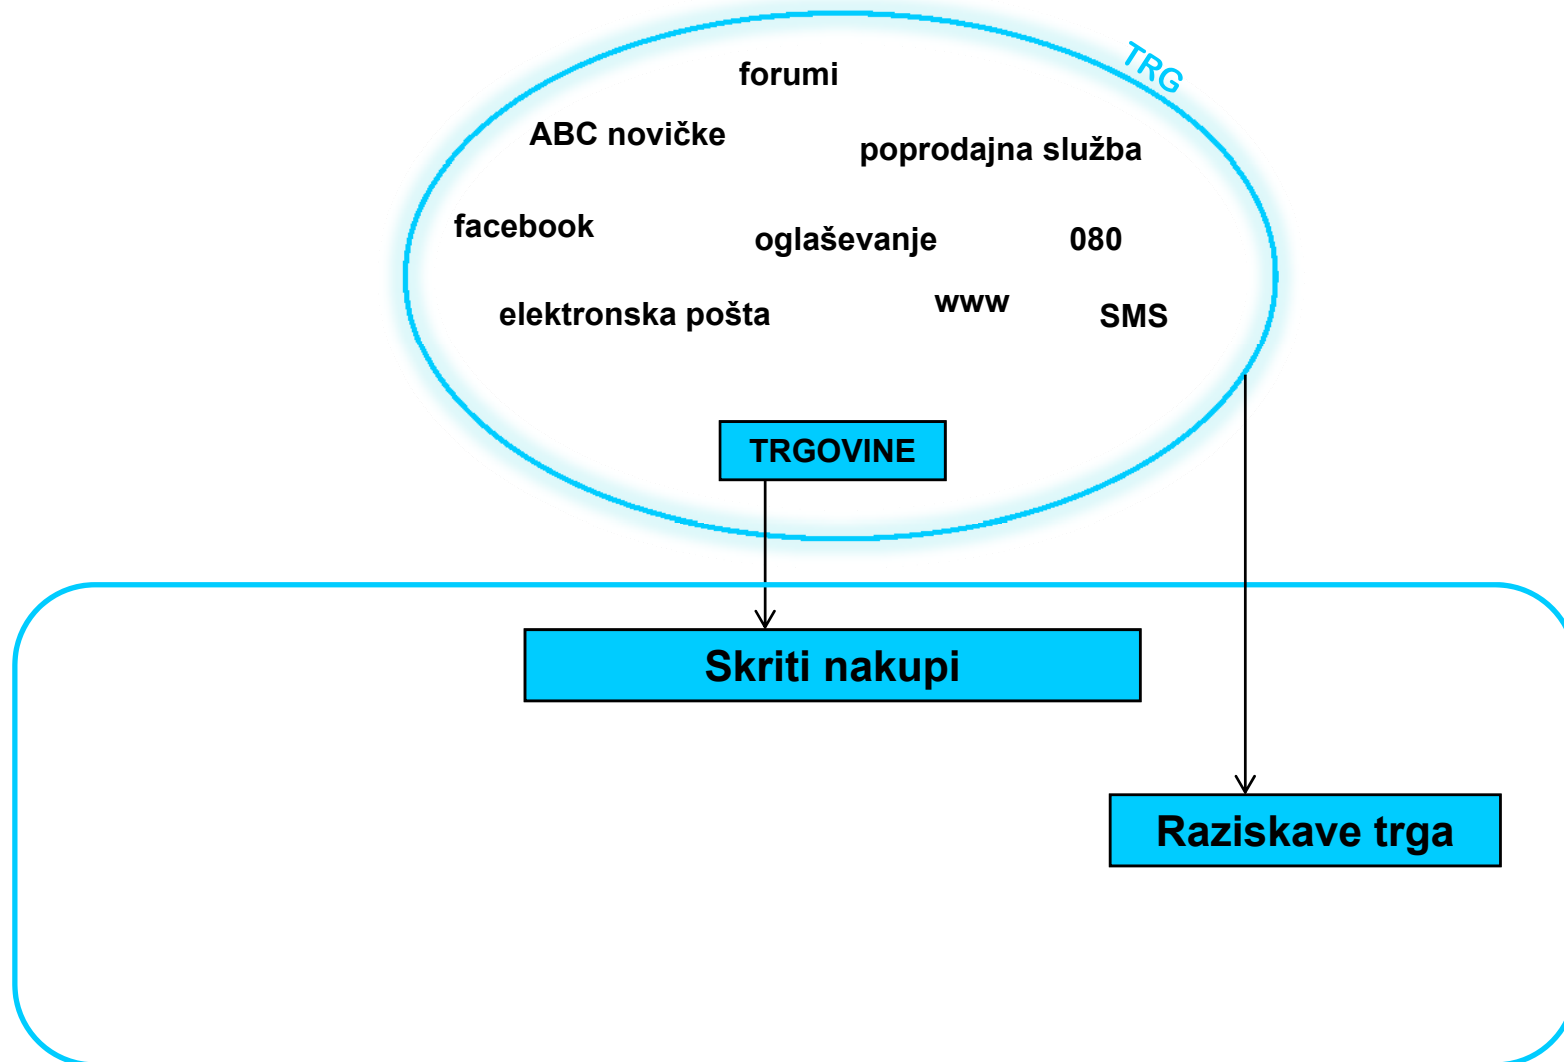 TRG
forumi
ABC novičke
poprodajna služba
facebook
oglaševanje
080
elektronska pošta
www
SMS
TRGOVINE
Skriti nakupi
Raziskave trga